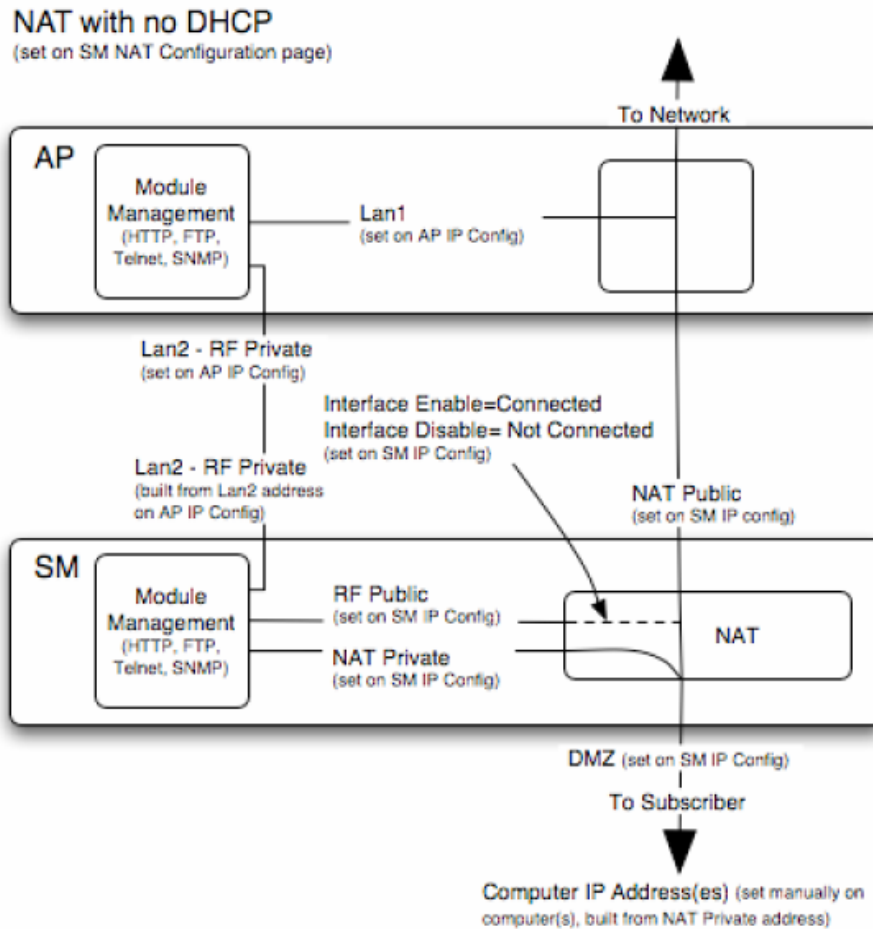 NAT with no DHCP
(set on SM NAT Configuration page)
To Network
AP
Module
Management
(HTTP, FTP,
Telnet, SNMP)
Lan1
(set on AP IP Config)
Lan2 - RF Private
(set on AP IP Config)
Interface Enable=Connected
Interface Disable= Not Connected
(set on SM IP Config)
Lan2 - RF Private
(built from Lan2 address
on AP IP Config)
NAT Public
(set on SM IP config)
SM
Module
Management
(HTTP, FTP,
Telnet, SNMP)
RF Public
(set on SM IP Config)
NAT Private
(set on SM IP Config)
NAT
DMZ (set on SM IP Config)
To Subscriber
Computer IP Address(es) (set manually on
computer(s), built from NAT Private address)